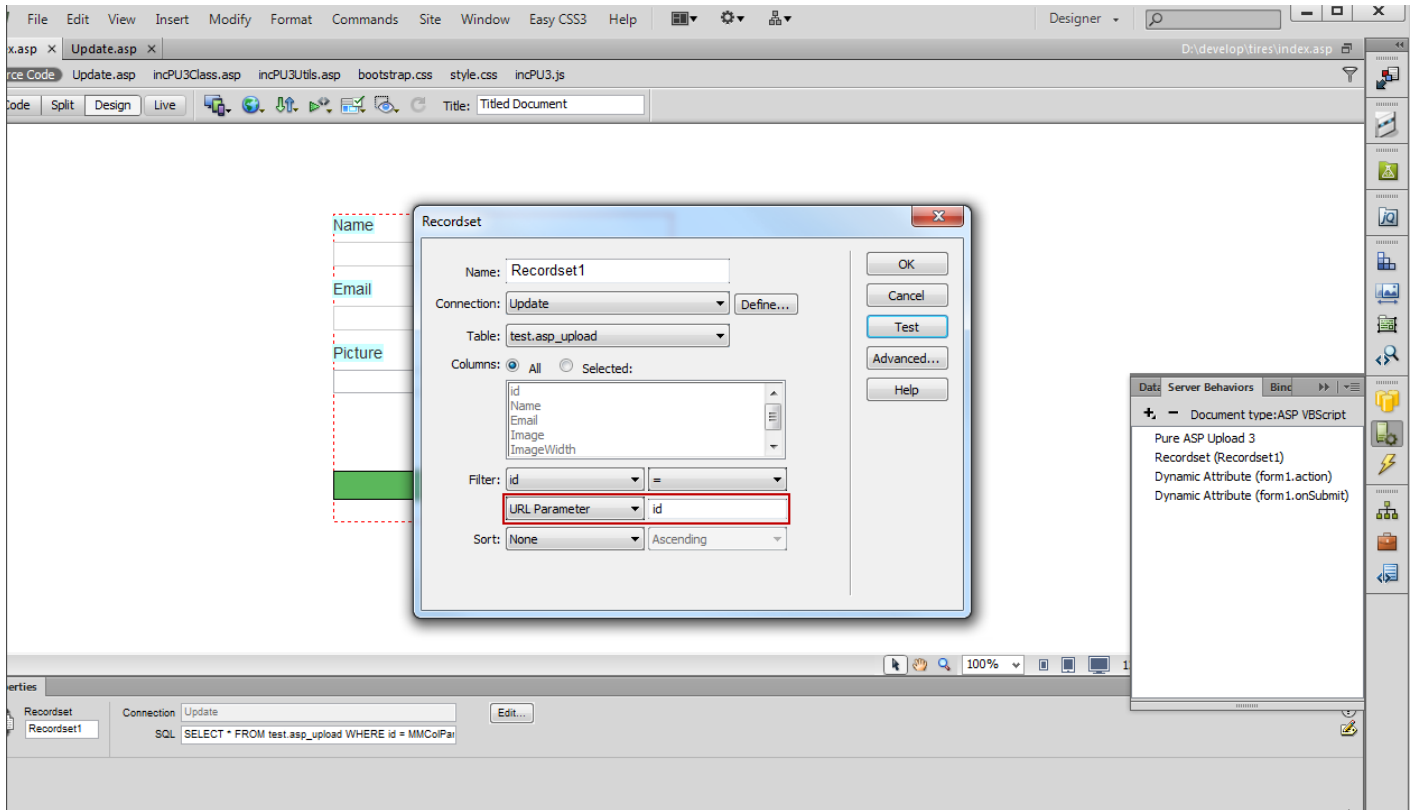 File Edit View Insert Modify Format Commands Site Window Easy CSS3 Help Designer
x.asp × Update.asp × D:\develop\tires\index.asp
rce Code Update.asp incPU3Class.asp incPU3Utils.asp bootstrap.css style.css incPU3.js
Code Split Design Live Title: Titled Document
Name
Email
Picture
Recordset
Name: Recordset1
Connection: Update Define...
Table: test.asp_upload
Columns: All Selected:
id
Name
Email
Image
ImageWidth
Filter: id =
URL Parameter id
Sort: None Ascending
OK
Cancel
Test
Advanced...
Help
Data Server Behaviors Bind
Document type:ASP VBScript
Pure ASP Upload 3
Recordset (Recordset1)
Dynamic Attribute (form1.action)
Dynamic Attribute (form1.onSubmit)
100% 1
erties
Recordset Connection Update Edit...
Recordset1 SQL SELECT * FROM test.asp_upload WHERE id = MMColPar